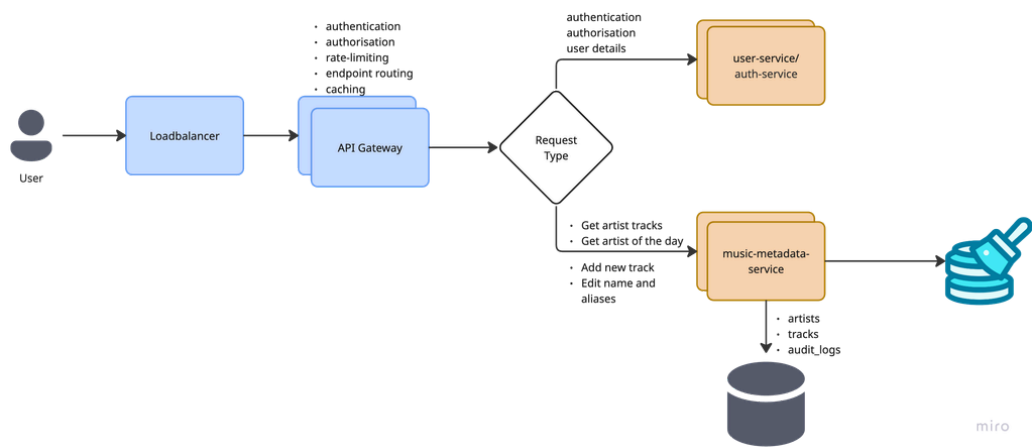 authentication
authorisation
rate-limiting
endpoint routing
caching
User
Loadbalancer
API Gateway
Request
Type
authentication
authorisation
user details
user-service/
auth-service
Get artist tracks
Get artist of the day
Add new track
Edit name and
aliases
music-metadata-
service
artists
tracks
audit_logs
miro